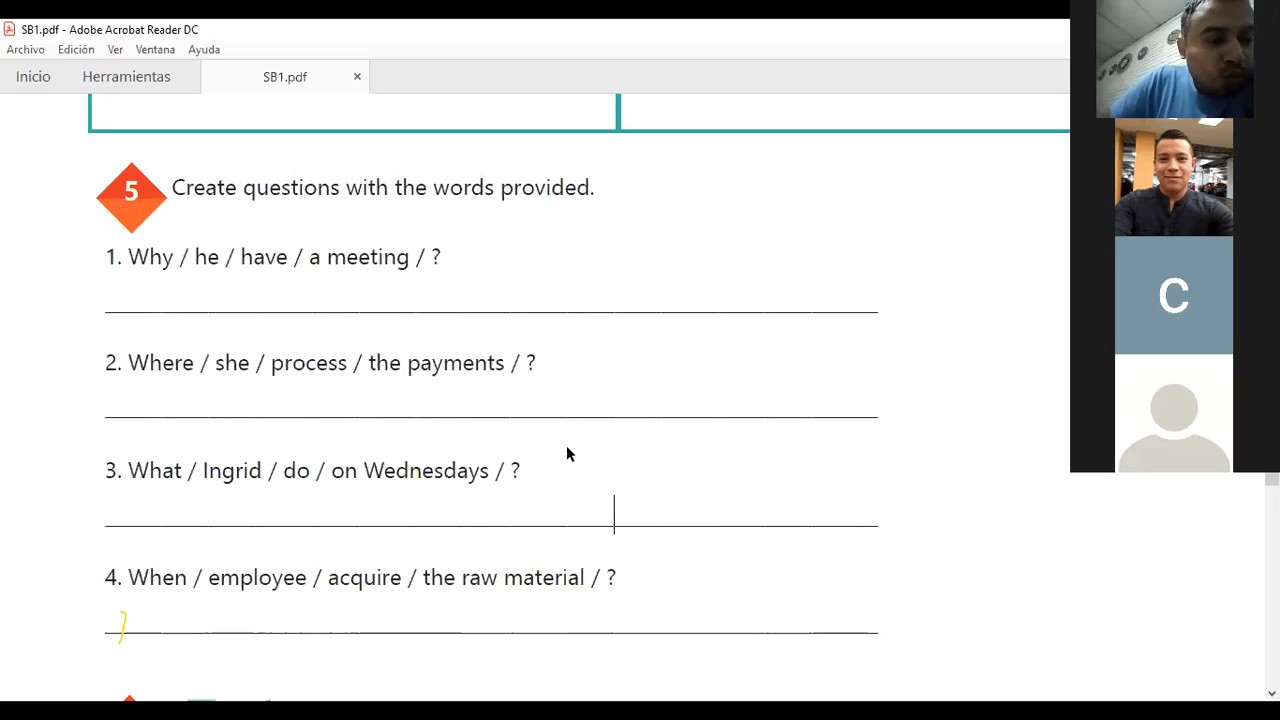 SB1.pdf - Adobe Acrobat Reader DC
Archivo Edición Ver Ventana Ayuda
Inicio Herramientas SB1.pdf ×
5 Create questions with the words provided.
1. Why / he / have / a meeting / ?
2. Where / she / process / the payments / ?
3. What / Ingrid / do / on Wednesdays / ?
4. When / employee / acquire / the raw material / ?
C